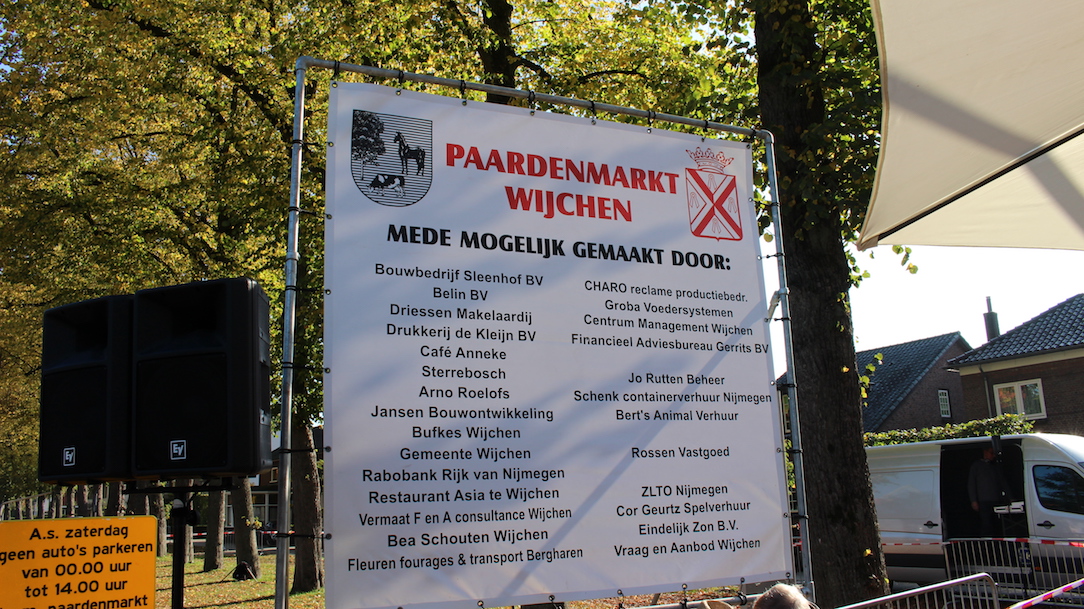 PAARDENMARKT
WIJCHEN
MEDE MOGELIJK GEMAAKT DOOR:
Bouwbedrijf Sleenhof BV
Belin BV
Driessen Makelaardij
Drukkerij de Kleijn BV
Café Anneke
Sterrebosch
Arno Roelofs
Jansen Bouwontwikkeling
Bufkes Wijchen
Gemeente Wijchen
Rabobank Rijk van Nijmegen
Restaurant Asia te Wijchen
Vermaat F en A consultance Wijchen
Bea Schouten Wijchen
Fleuren fourages & transport Bergharen
CHARO reclame productiebedr.
Groba Voedersystemen
Centrum Management Wijchen
Financieel Adviesbureau Gerrits BV
Jo Rutten Beheer
Schenk containerverhuur Nijmegen
Bert's Animal Verhuur
Rossen Vastgoed
ZLTO Nijmegen
Cor Geurtz Spelverhuur
Eindelijk Zon B.V.
Vraag en Aanbod Wijchen
EV
EV
A.s. zaterdag
geen auto's parkeren
van 00.00 uur
tot 14.00 uur
paardenmarkt